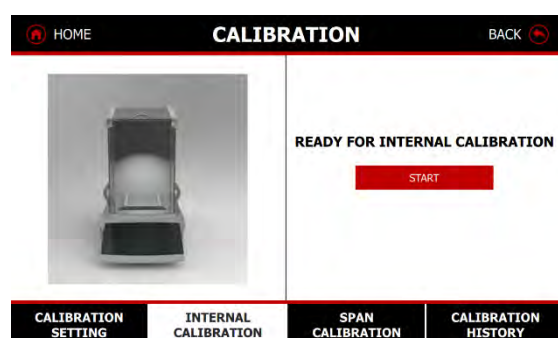 HOME
CALIBRATION
BACK
READY FOR INTERNAL CALIBRATION
START
CALIBRATION
SETTING
INTERNAL
CALIBRATION
SPAN
CALIBRATION
CALIBRATION
HISTORY